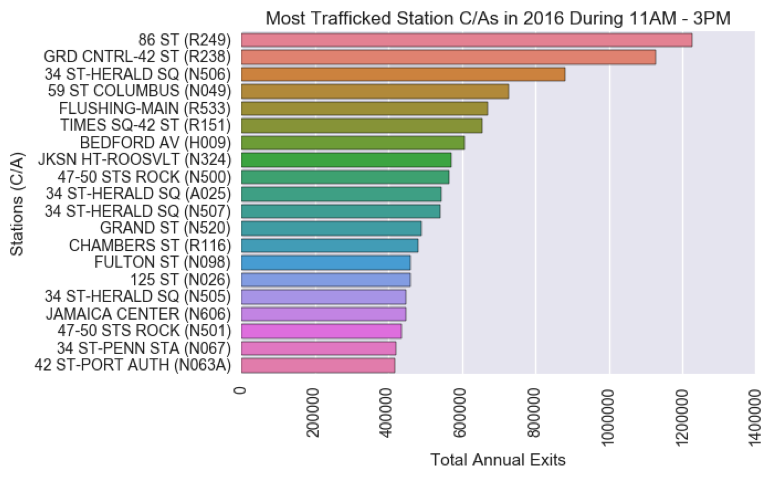 Most Trafficked Station C/As in 2016 During 11AM - 3PM
86 ST (R249)
GRD CNTRL-42 ST (R238)
34 ST-HERALD SQ (N506)
59 ST COLUMBUS (N049)
FLUSHING-MAIN (R533)
TIMES SQ-42 ST (R151)
BEDFORD AV (H009)
JKSN HT-ROOSVLT (N324)
47-50 STS ROCK (N500)
34 ST-HERALD SQ (A025)
34 ST-HERALD SQ (N507)
GRAND ST (N520)
CHAMBERS ST (R116)
FULTON ST (N098)
125 ST (N026)
34 ST-HERALD SQ (N505)
JAMAICA CENTER (N606)
47-50 STS ROCK (N501)
34 ST-PENN STA (N067)
42 ST-PORT AUTH (N063A)
Stations (C/A)
0
200000
400000
600000
800000
1000000
1200000
1400000
Total Annual Exits